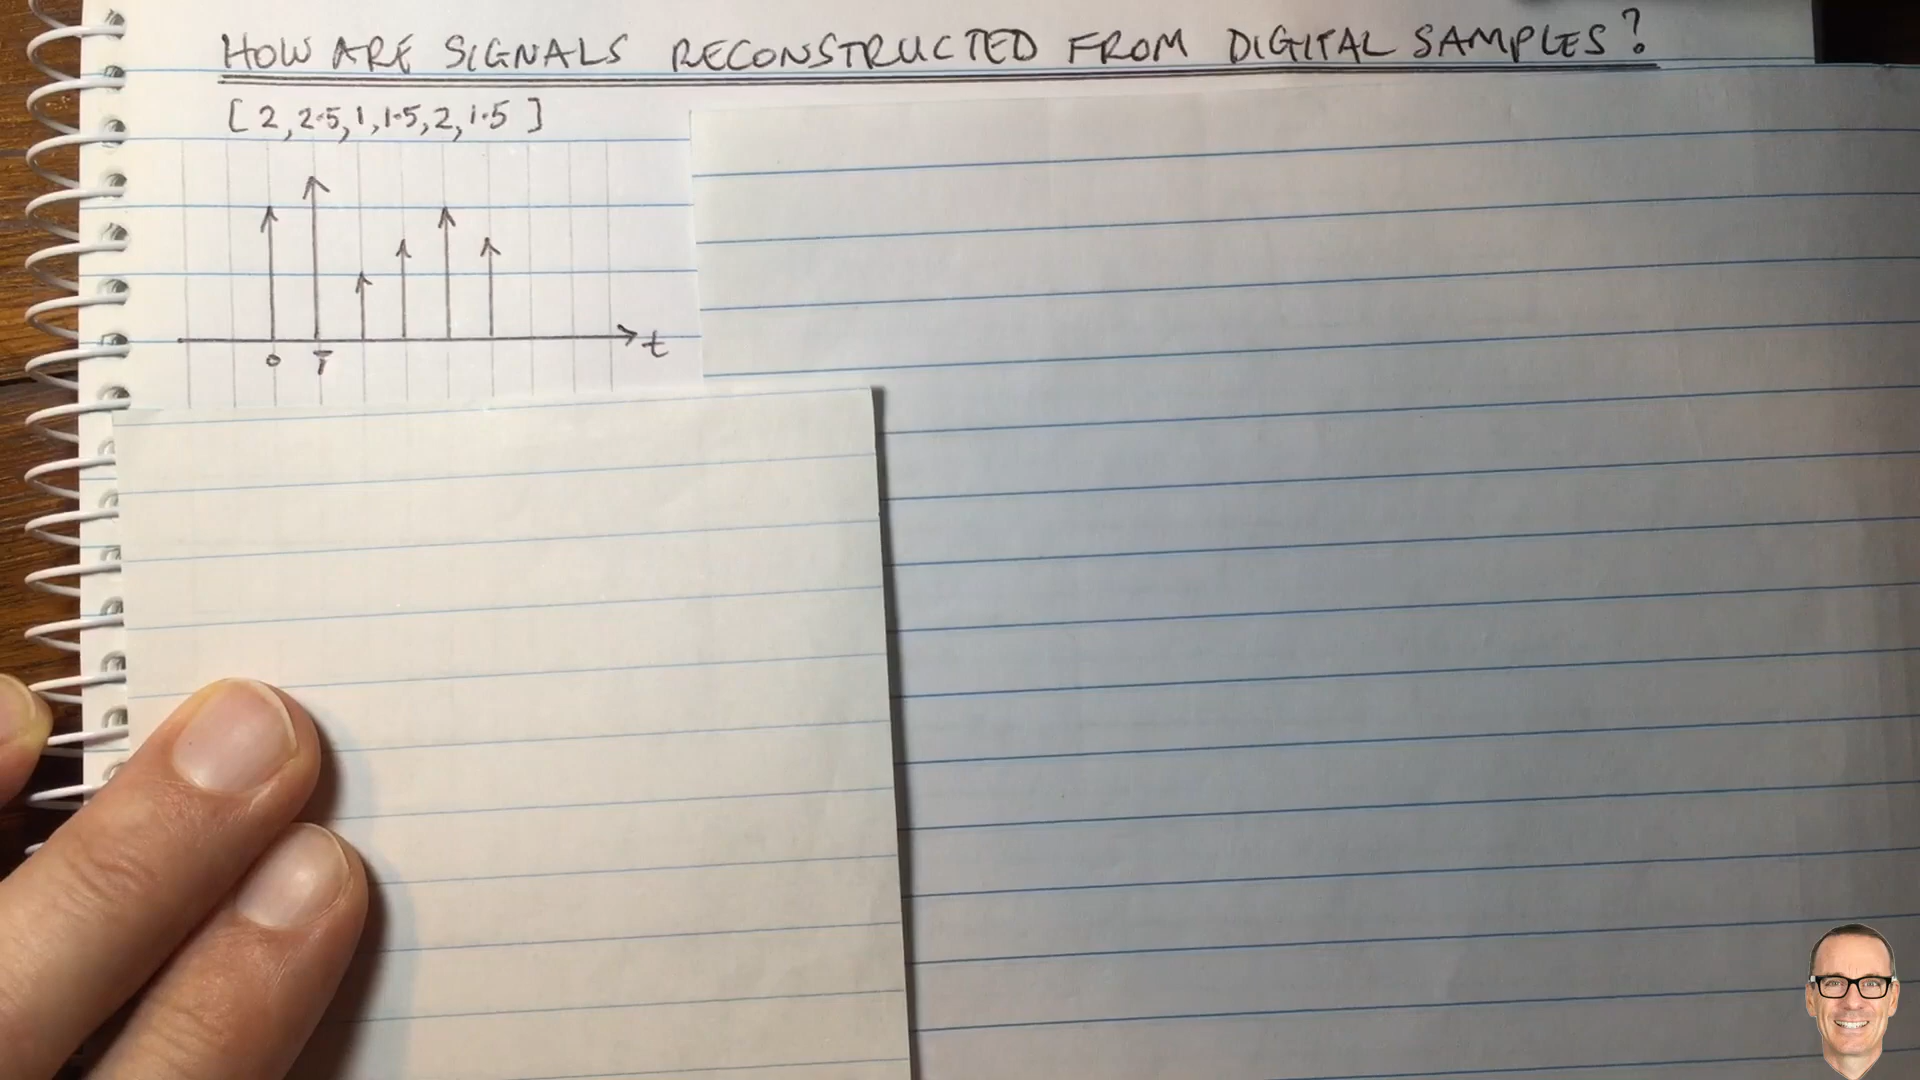 HOW ARE SIGNALS RECONSTRUCTED FROM DIGITAL SAMPLES?
[ 2, 2.5, 1, 1.5, 2, 1.5 ]
t
0 T